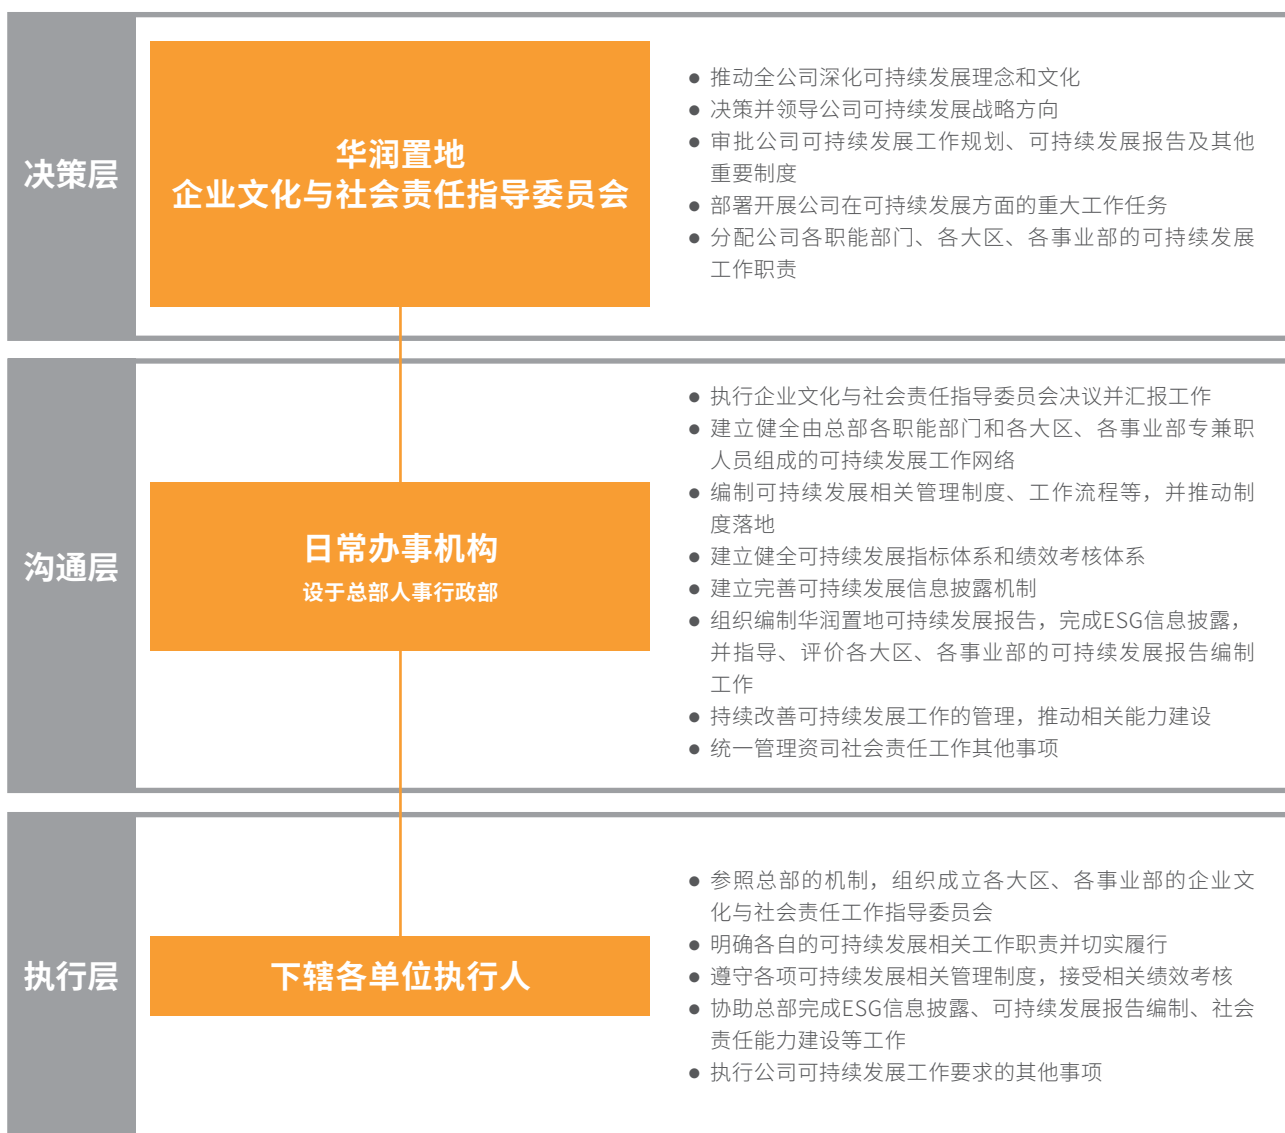 决策层
华润置地
企业文化与社会责任指导委员会
● 推动全公司深化可持续发展理念和文化
● 决策并领导公司可持续发展战略方向
● 审批公司可持续发展工作规划、可持续发展报告及其他
重要制度
● 部署开展公司在可持续发展方面的重大工作任务
● 分配公司各职能部门、各大区、各事业部的可持续发展
工作职责
沟通层
日常办事机构
设于总部人事行政部
● 执行企业文化与社会责任指导委员会决议并汇报工作
● 建立健全由总部各职能部门和各大区、各事业部专兼职
人员组成的可持续发展工作网络
● 编制可持续发展相关管理制度、工作流程等，并推动制
度落地
● 建立健全可持续发展指标体系和绩效考核体系
● 建立完善可持续发展信息披露机制
● 组织编制华润置地可持续发展报告，完成ESG信息披露，
并指导、评价各大区、各事业部的可持续发展报告编制
工作
● 持续改善可持续发展工作的管理，推动相关能力建设
● 统一管理资司社会责任工作其他事项
执行层
下辖各单位执行人
● 参照总部的机制，组织成立各大区、各事业部的企业文
化与社会责任工作指导委员会
● 明确各自的可持续发展相关工作职责并切实履行
● 遵守各项可持续发展相关管理制度，接受相关绩效考核
● 协助总部完成ESG信息披露、可持续发展报告编制、社会
责任能力建设等工作
● 执行公司可持续发展工作要求的其他事项